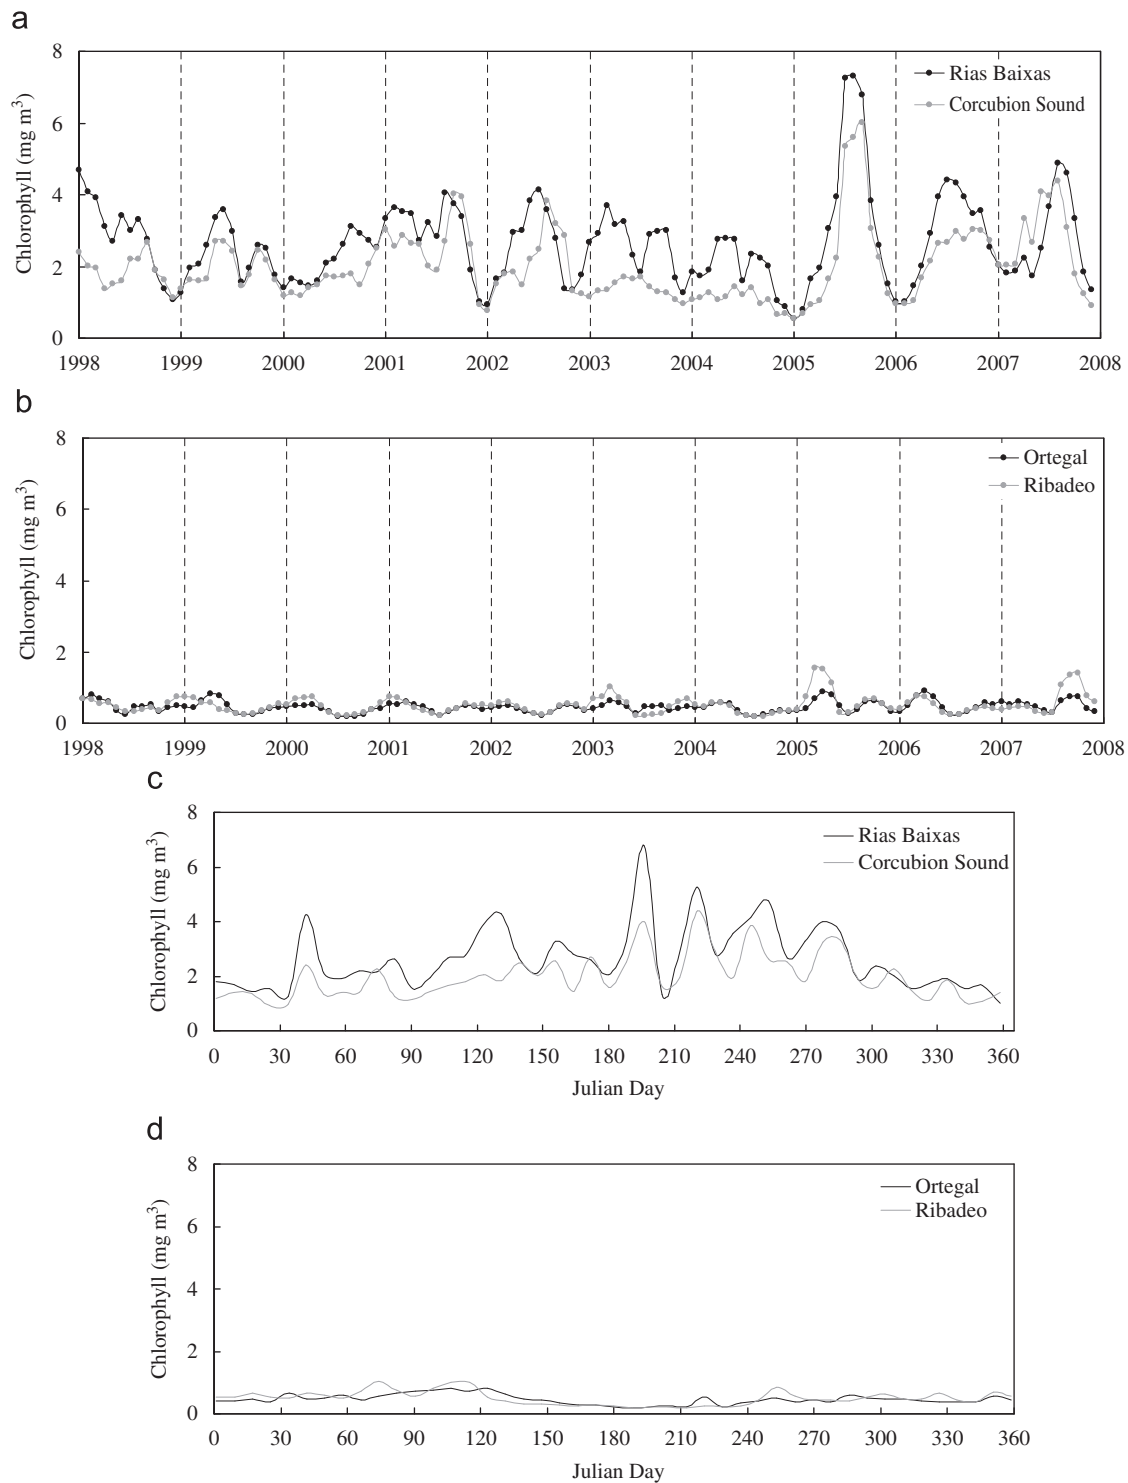 a
8
6
4
2
0
Chlorophyll (mg m³)
Rias Baixas
Corcubion Sound
1998 1999 2000 2001 2002 2003 2004 2005 2006 2007 2008
b
8
6
4
2
0
Chlorophyll (mg m³)
Ortegal
Ribadeo
1998 1999 2000 2001 2002 2003 2004 2005 2006 2007 2008
c
8
6
4
2
0
Chlorophyll (mg m³)
Rias Baixas
Corcubion Sound
0 30 60 90 120 150 180 210 240 270 300 330 360
Julian Day
d
8
6
4
2
0
Chlorophyll (mg m³)
Ortegal
Ribadeo
0 30 60 90 120 150 180 210 240 270 300 330 360
Julian Day